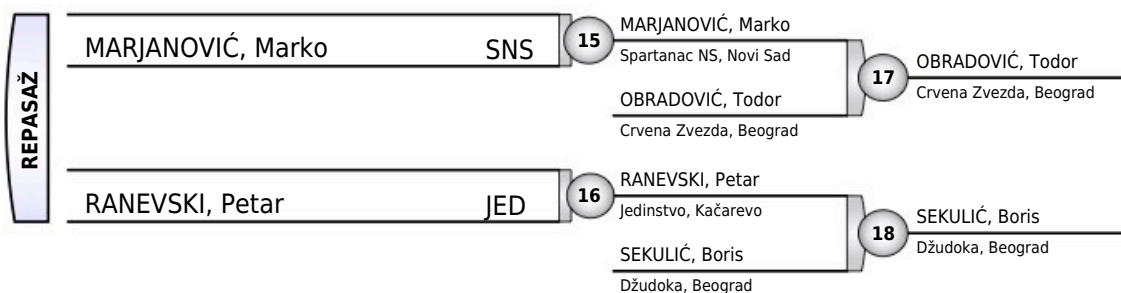 REPASAŽ
MARJANOVIĆ, Marko SNS
15
MARJANOVIĆ, Marko
Spartanac NS, Novi Sad
OBRADOVIĆ, Todor
Crvena Zvezda, Beograd
17
OBRADOVIĆ, Todor
Crvena Zvezda, Beograd
RANEVSKI, Petar JED
16
RANEVSKI, Petar
Jedinstvo, Kačarevo
SEKULIĆ, Boris
Džudoka, Beograd
18
SEKULIĆ, Boris
Džudoka, Beograd